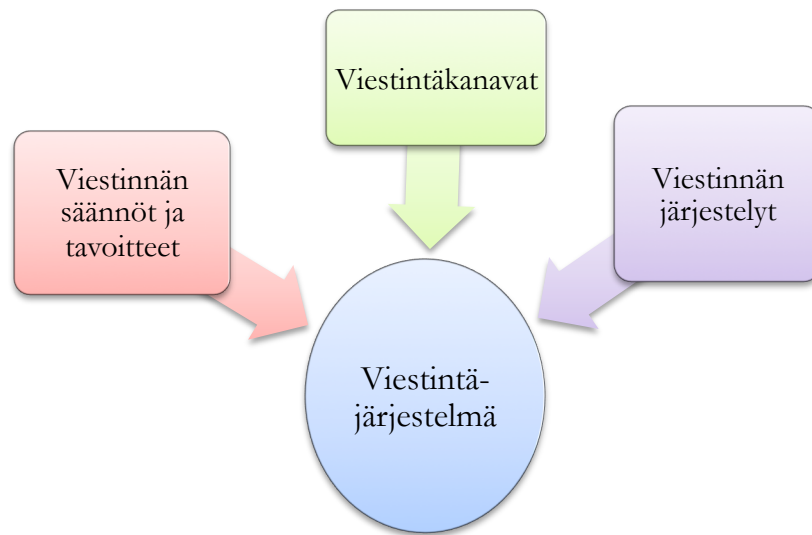 Viestintäkanavat
Viestinnän
säännöt ja
tavoitteet
Viestinnän
järjestelyt
Viestintä-
järjestelmä